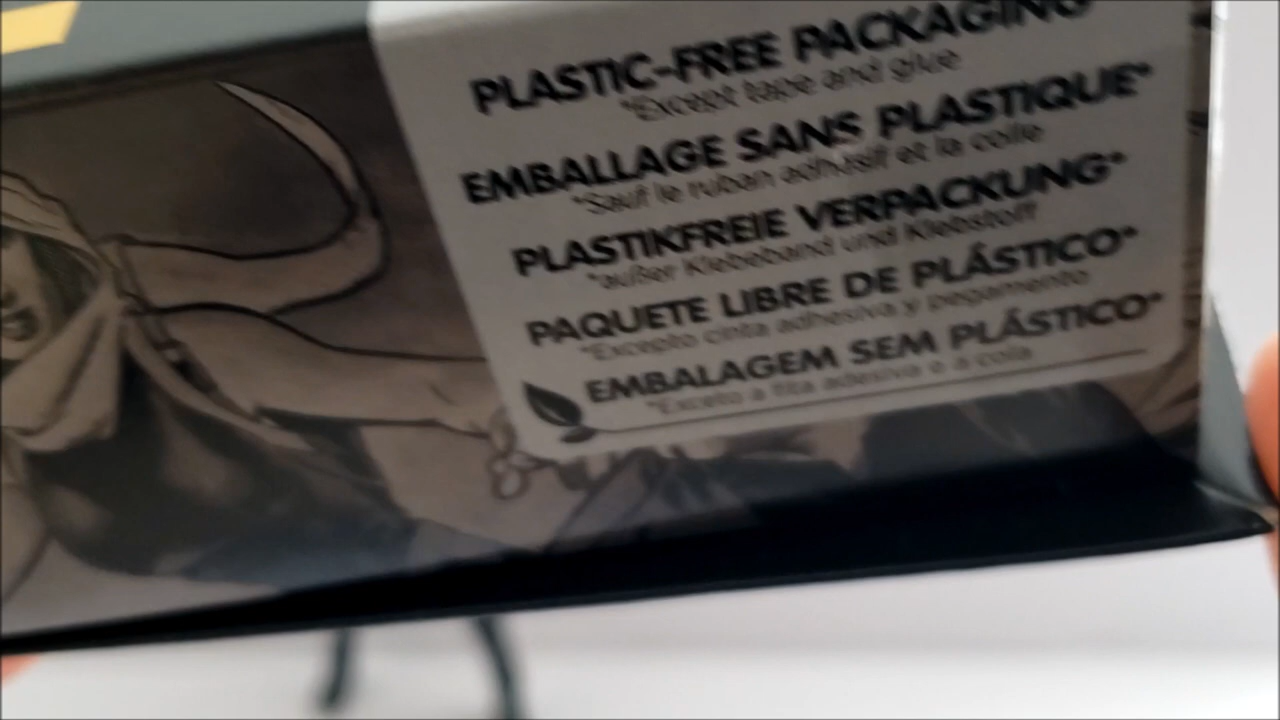 PLASTIC-FREE PACKAGING
*Except tape and glue
EMBALLAGE SANS PLASTIQUE*
*Sauf le ruban adhésif et la colle
PLASTIKFREIE VERPACKUNG*
*außer Klebeband und Klebstoff
PAQUETE LIBRE DE PLÁSTICO*
*Excepto cinta adhesiva y pegamento
EMBALAGEM SEM PLÁSTICO*
*Exceto a fita adesiva e a cola